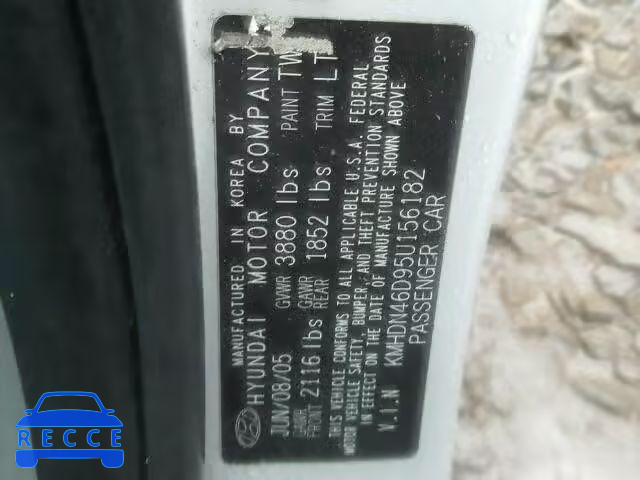 MANUFACTURED IN KOREA BY
HYUNDAI MOTOR COMPANY
JUN/08/05 GVWR 3880 lbs PAINT TW
GAWR FRONT 2116 lbs GAWR REAR 1852 lbs TRIM LT
THIS VEHICLE CONFORMS TO ALL APPLICABLE U.S.A. FEDERAL
MOTOR VEHICLE SAFETY, BUMPER, AND THEFT PREVENTION STANDARDS
IN EFFECT ON THE DATE OF MANUFACTURE SHOWN ABOVE
V.I.N KMHDN46D95U156182
PASSENGER CAR
RECCE